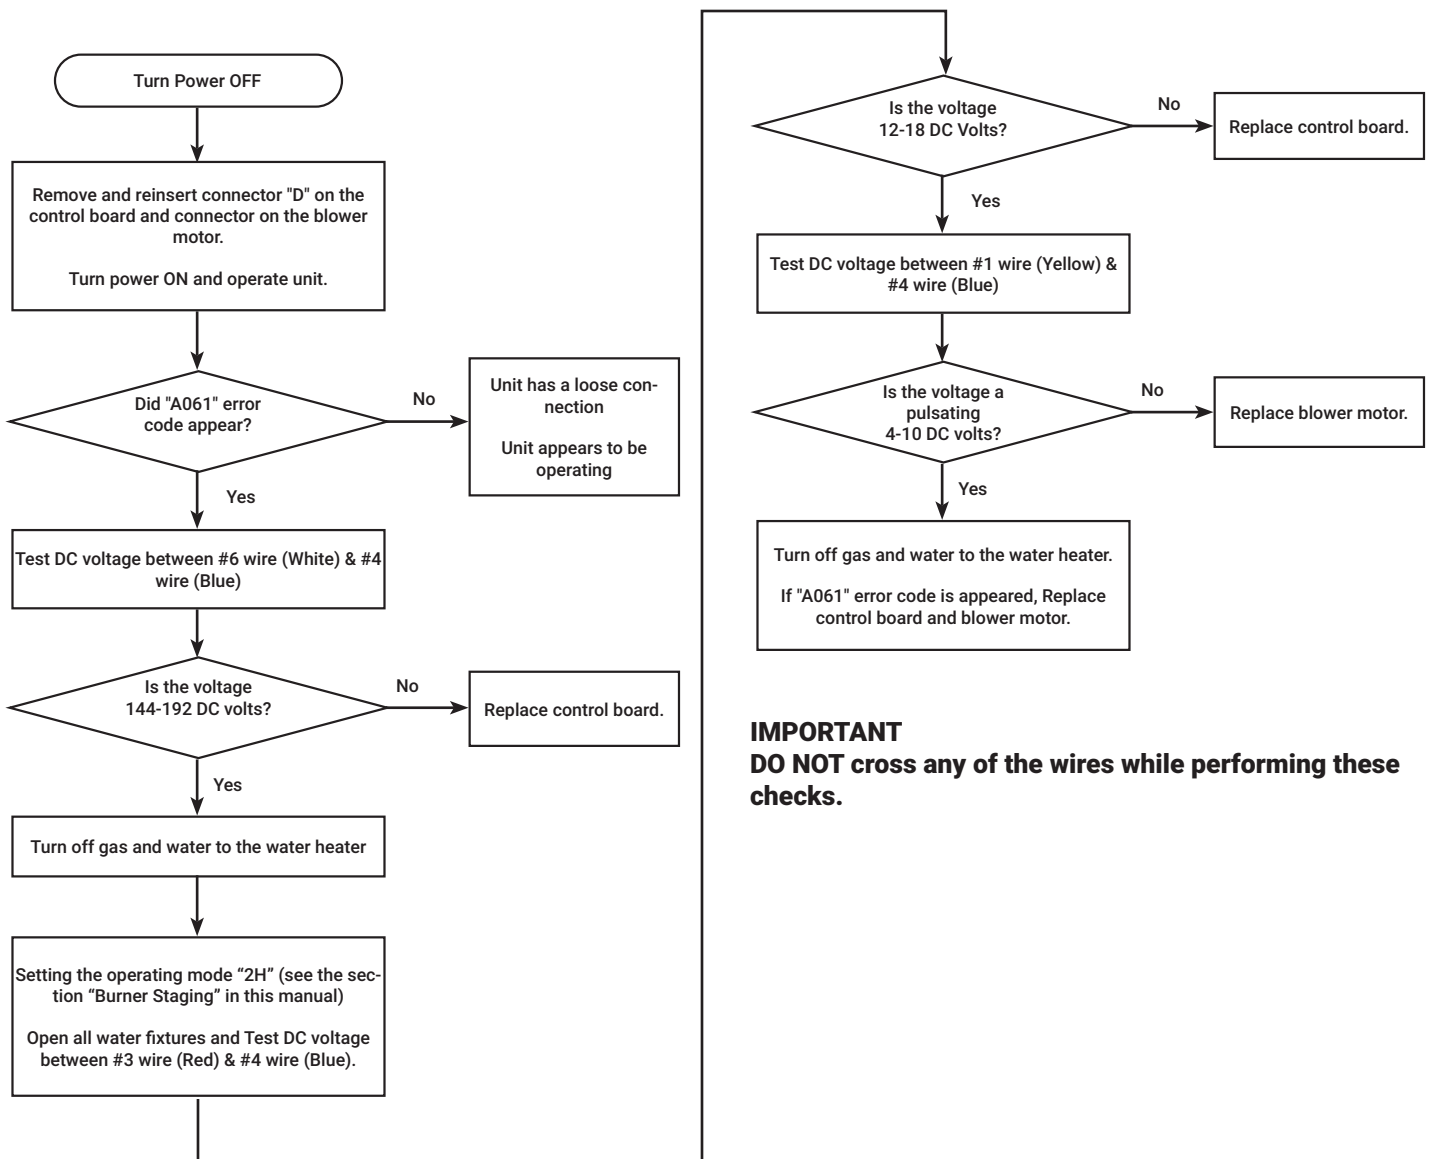 Turn Power OFF
Remove and reinsert connector "D" on the
control board and connector on the blower
motor.
Turn power ON and operate unit.
Did "A061" error
code appear?
No
Unit has a loose con-
nection
Unit appears to be
operating
Yes
Test DC voltage between #6 wire (White) & #4
wire (Blue)
Is the voltage
144-192 DC volts?
No
Replace control board.
Yes
Turn off gas and water to the water heater
Setting the operating mode “2H” (see the sec-
tion “Burner Staging” in this manual)
Open all water fixtures and Test DC voltage
between #3 wire (Red) & #4 wire (Blue).
Is the voltage
12-18 DC Volts?
No
Replace control board.
Yes
Test DC voltage between #1 wire (Yellow) &
#4 wire (Blue)
Is the voltage a
pulsating
4-10 DC volts?
No
Replace blower motor.
Yes
Turn off gas and water to the water heater.
If "A061" error code is appeared, Replace
control board and blower motor.
IMPORTANT
DO NOT cross any of the wires while performing these
checks.